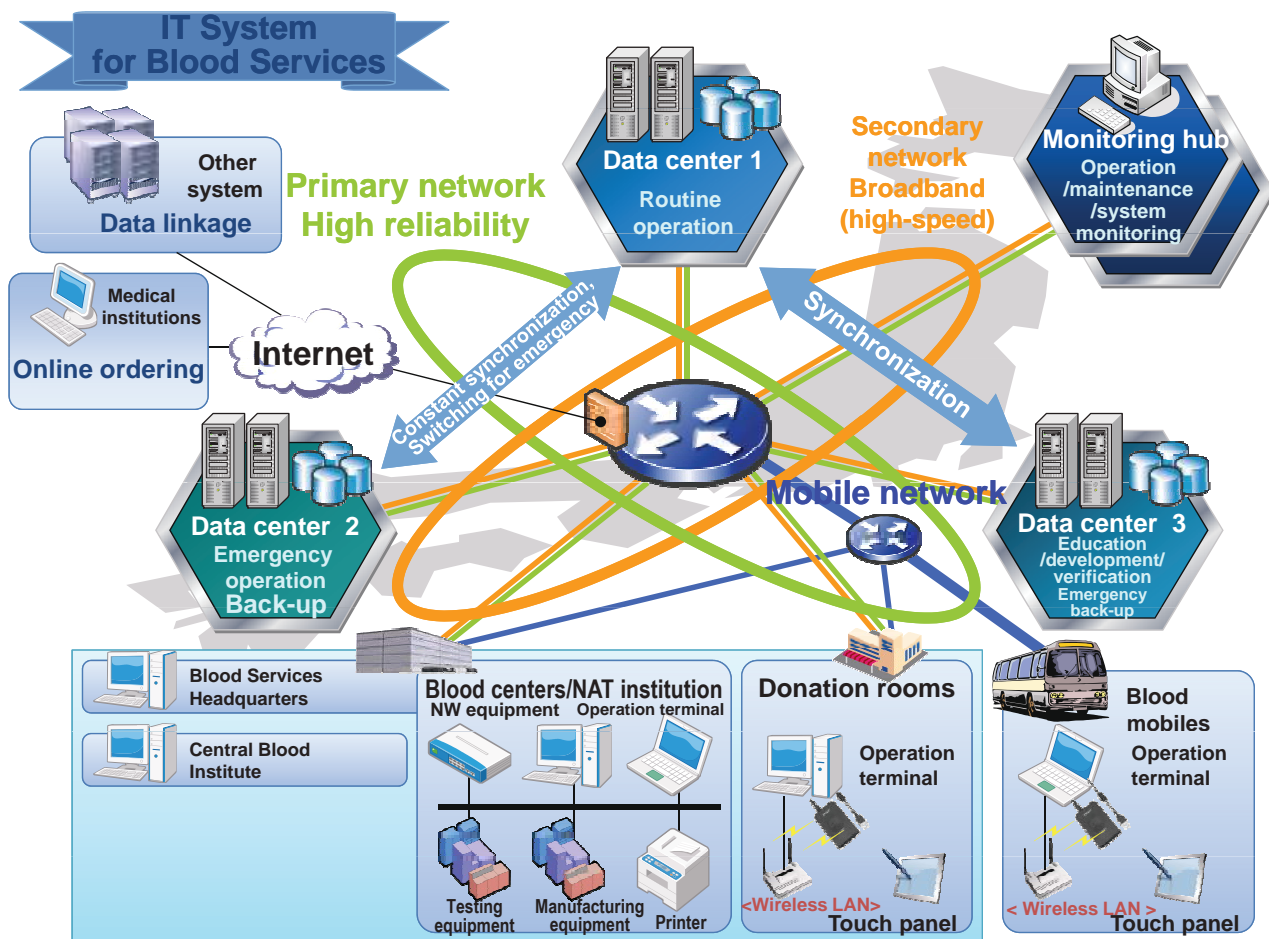 IT System
for Blood Services
Other
system
Data linkage
Medical
institutions
Online ordering
Internet
Primary network
High reliability
Data center 1
Routine
operation
Secondary
network
Broadband
(high-speed)
Monitoring hub
Operation
/maintenance
/system
monitoring
Constant synchronization,
Switching for emergency
Synchronization
Data center 2
Emergency
operation
Back-up
Mobile network
Data center 3
Education
/development/
verification
Emergency
back-up
Blood Services
Headquarters
Central Blood
Institute
Blood centers/NAT institution
NW equipment
Operation terminal
Testing
equipment
Manufacturing
equipment
Printer
Donation rooms
Operation
terminal
<Wireless LAN>
Touch panel
Blood
mobiles
Operation
terminal
< Wireless LAN >
Touch panel